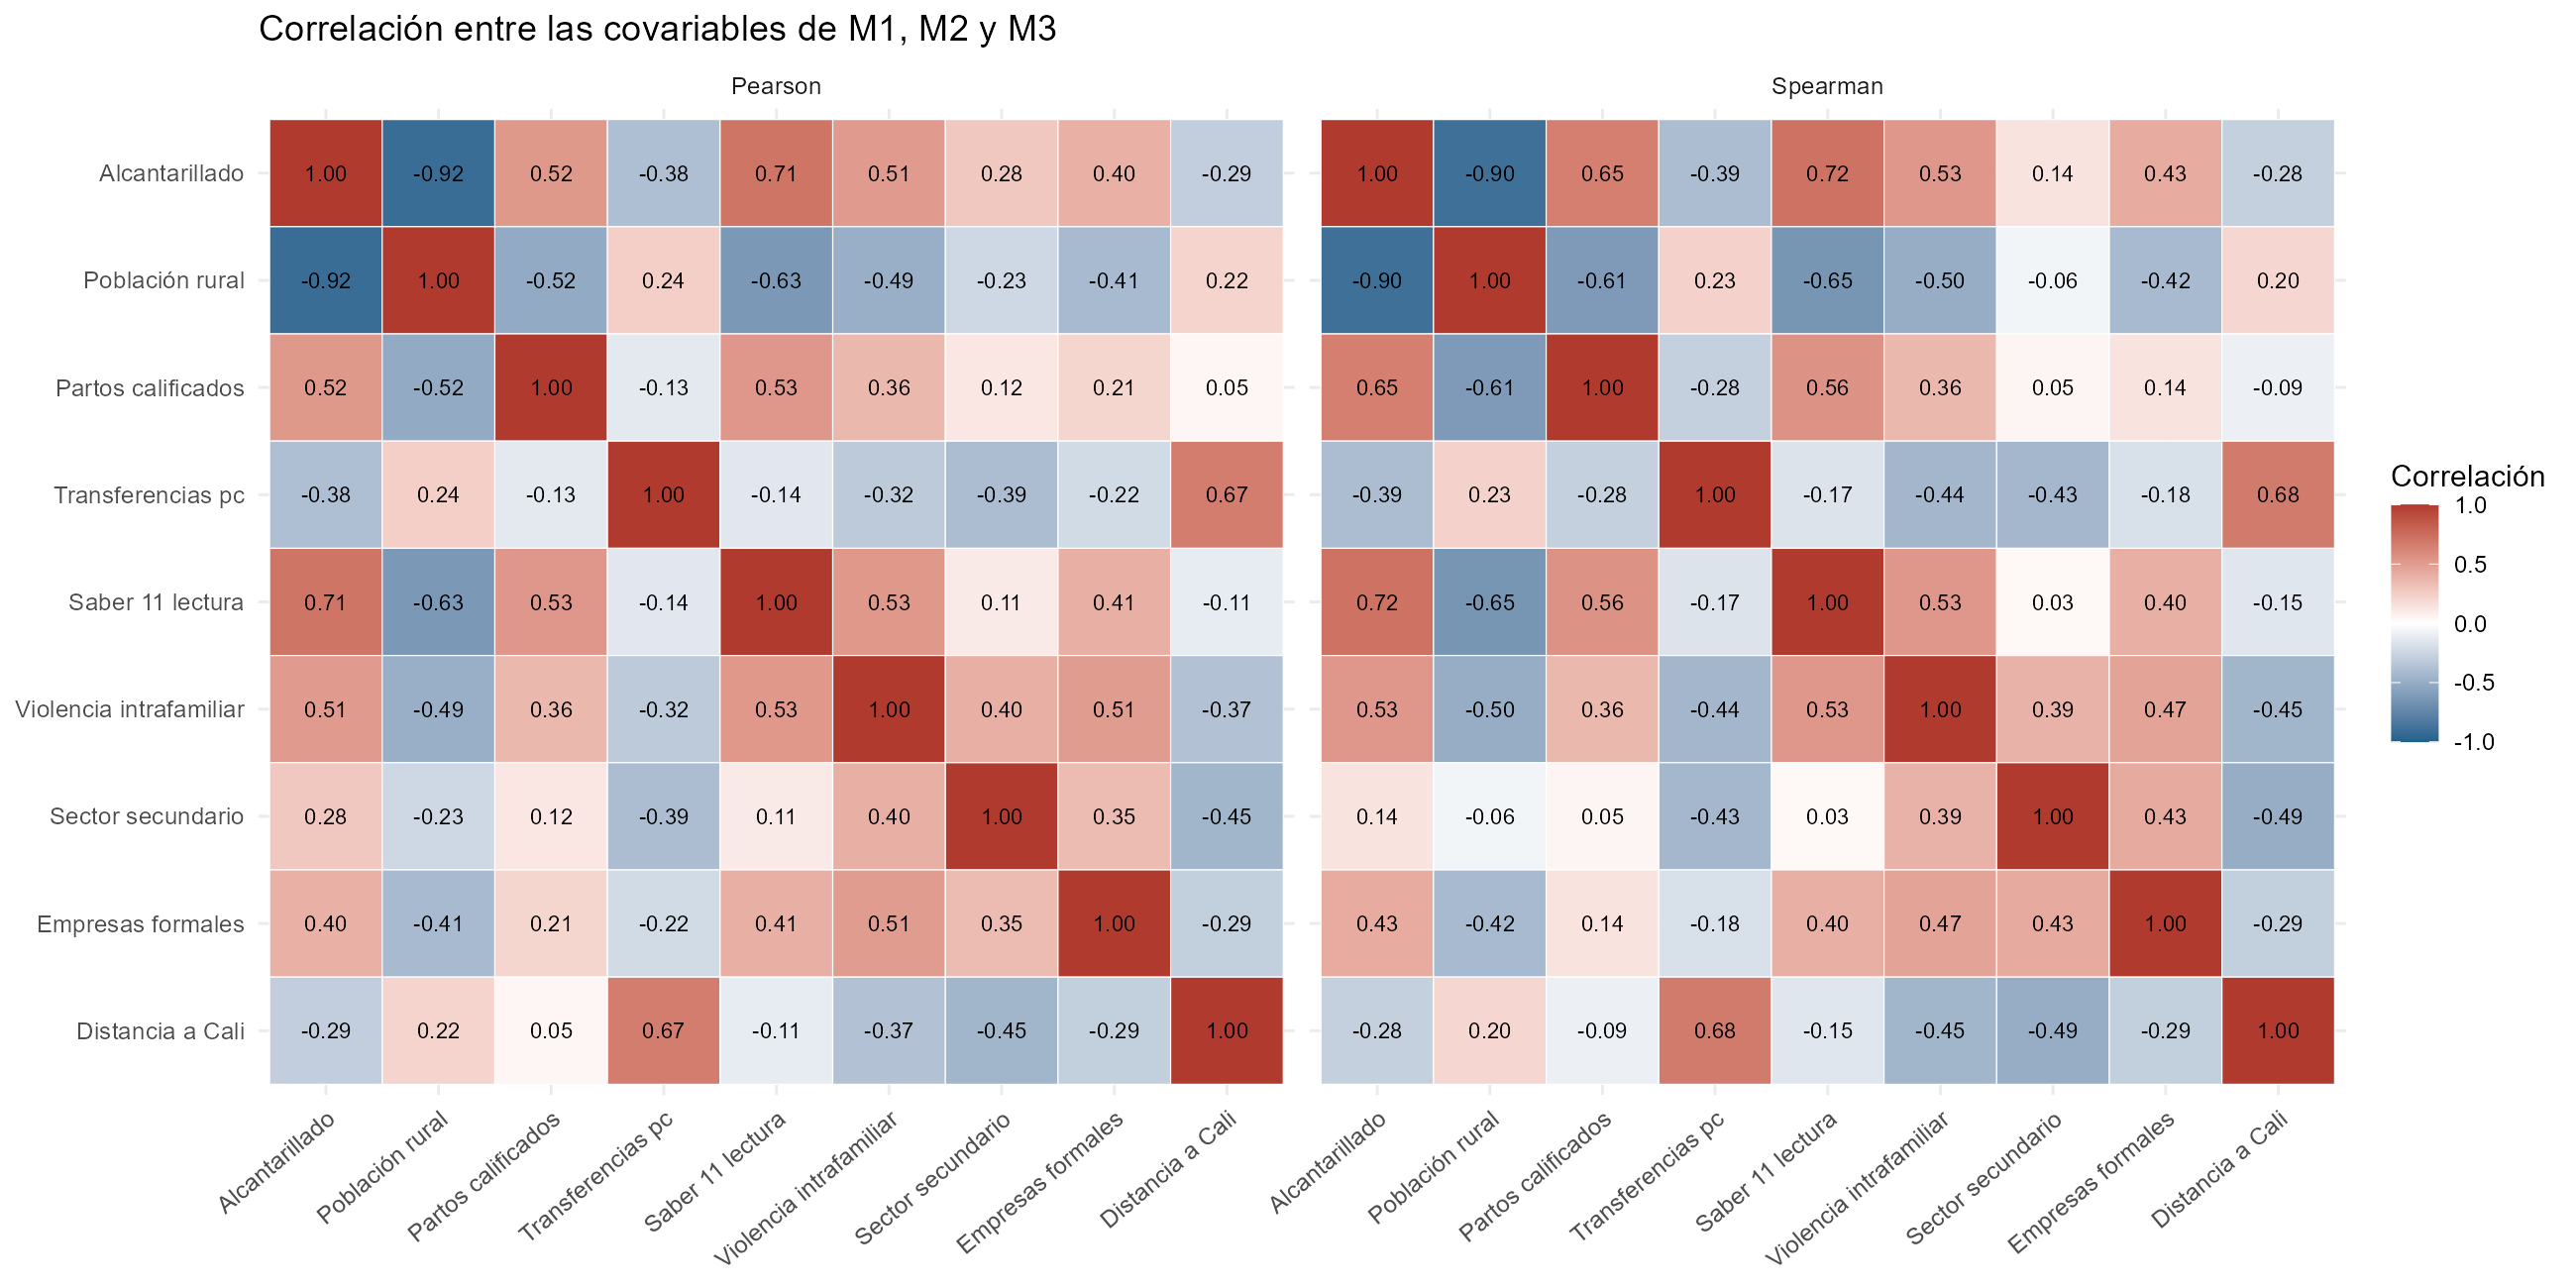 Correlación entre las covariables de M1, M2 y M3
Pearson
Spearman
Alcantarillado 1.00 -0.92 0.52 -0.38 0.71 0.51 0.28 0.40 -0.29 1.00 -0.90 0.65 -0.39 0.72 0.53 0.14 0.43 -0.28
Población rural -0.92 1.00 -0.52 0.24 -0.63 -0.49 -0.23 -0.41 0.22 -0.90 1.00 -0.61 0.23 -0.65 -0.50 -0.06 -0.42 0.20
Partos calificados 0.52 -0.52 1.00 -0.13 0.53 0.36 0.12 0.21 0.05 0.65 -0.61 1.00 -0.28 0.56 0.36 0.05 0.14 -0.09
Transferencias pc -0.38 0.24 -0.13 1.00 -0.14 -0.32 -0.39 -0.22 0.67 -0.39 0.23 -0.28 1.00 -0.17 -0.44 -0.43 -0.18 0.68
Saber 11 lectura 0.71 -0.63 0.53 -0.14 1.00 0.53 0.11 0.41 -0.11 0.72 -0.65 0.56 -0.17 1.00 0.53 0.03 0.40 -0.15
Violencia intrafamiliar 0.51 -0.49 0.36 -0.32 0.53 1.00 0.40 0.51 -0.37 0.53 -0.50 0.36 -0.44 0.53 1.00 0.39 0.47 -0.45
Sector secundario 0.28 -0.23 0.12 -0.39 0.11 0.40 1.00 0.35 -0.45 0.14 -0.06 0.05 -0.43 0.03 0.39 1.00 0.43 -0.49
Empresas formales 0.40 -0.41 0.21 -0.22 0.41 0.51 0.35 1.00 -0.29 0.43 -0.42 0.14 -0.18 0.40 0.47 0.43 1.00 -0.29
Distancia a Cali -0.29 0.22 0.05 0.67 -0.11 -0.37 -0.45 -0.29 1.00 -0.28 0.20 -0.09 0.68 -0.15 -0.45 -0.49 -0.29 1.00
Alcantarillado
Población rural
Partos calificados
Transferencias pc
Saber 11 lectura
Violencia intrafamiliar
Sector secundario
Empresas formales
Distancia a Cali
Alcantarillado
Población rural
Partos calificados
Transferencias pc
Saber 11 lectura
Violencia intrafamiliar
Sector secundario
Empresas formales
Distancia a Cali
Correlación
1.0
0.5
0.0
-0.5
-1.0